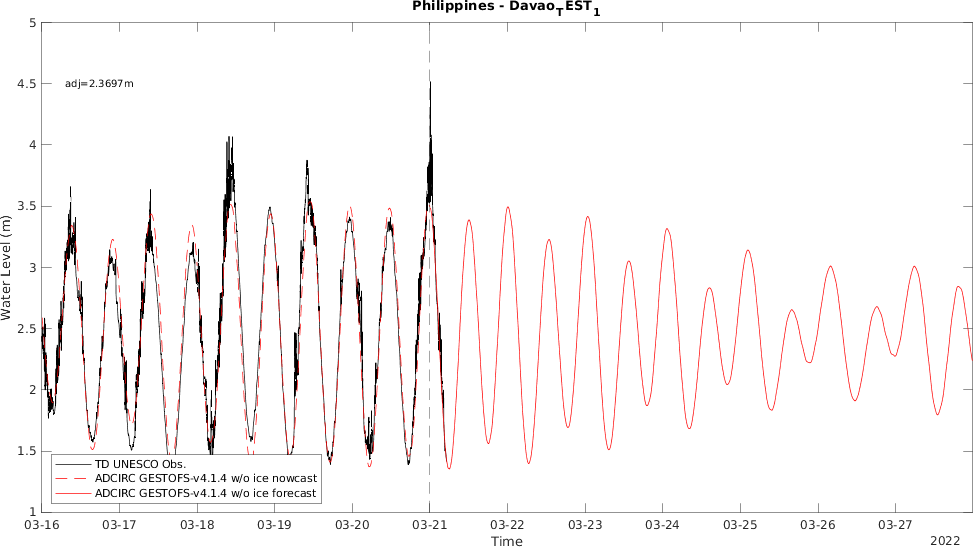 Philippines - Davao_TEST_1
5
4.5
4
3.5
3
2.5
2
1.5
1
Water Level (m)
adj=2.3697m
TD UNESCO Obs.
ADCIRC GESTOFS-v4.1.4 w/o ice nowcast
ADCIRC GESTOFS-v4.1.4 w/o ice forecast
03-16 03-17 03-18 03-19 03-20 03-21 03-22 03-23 03-24 03-25 03-26 03-27
Time
2022